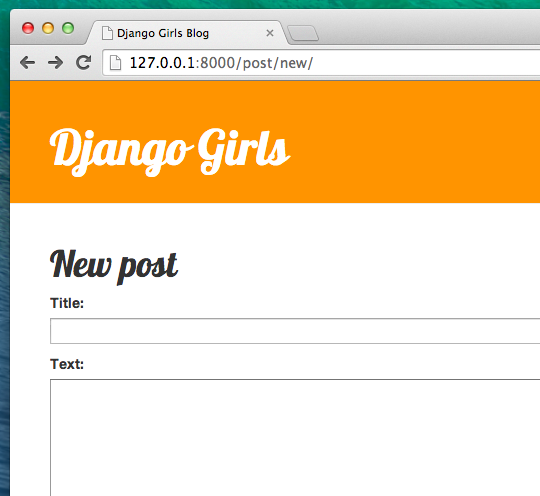 Django Girls Blog
127.0.0.1:8000/post/new/
Django Girls
New post
Title:
Text: